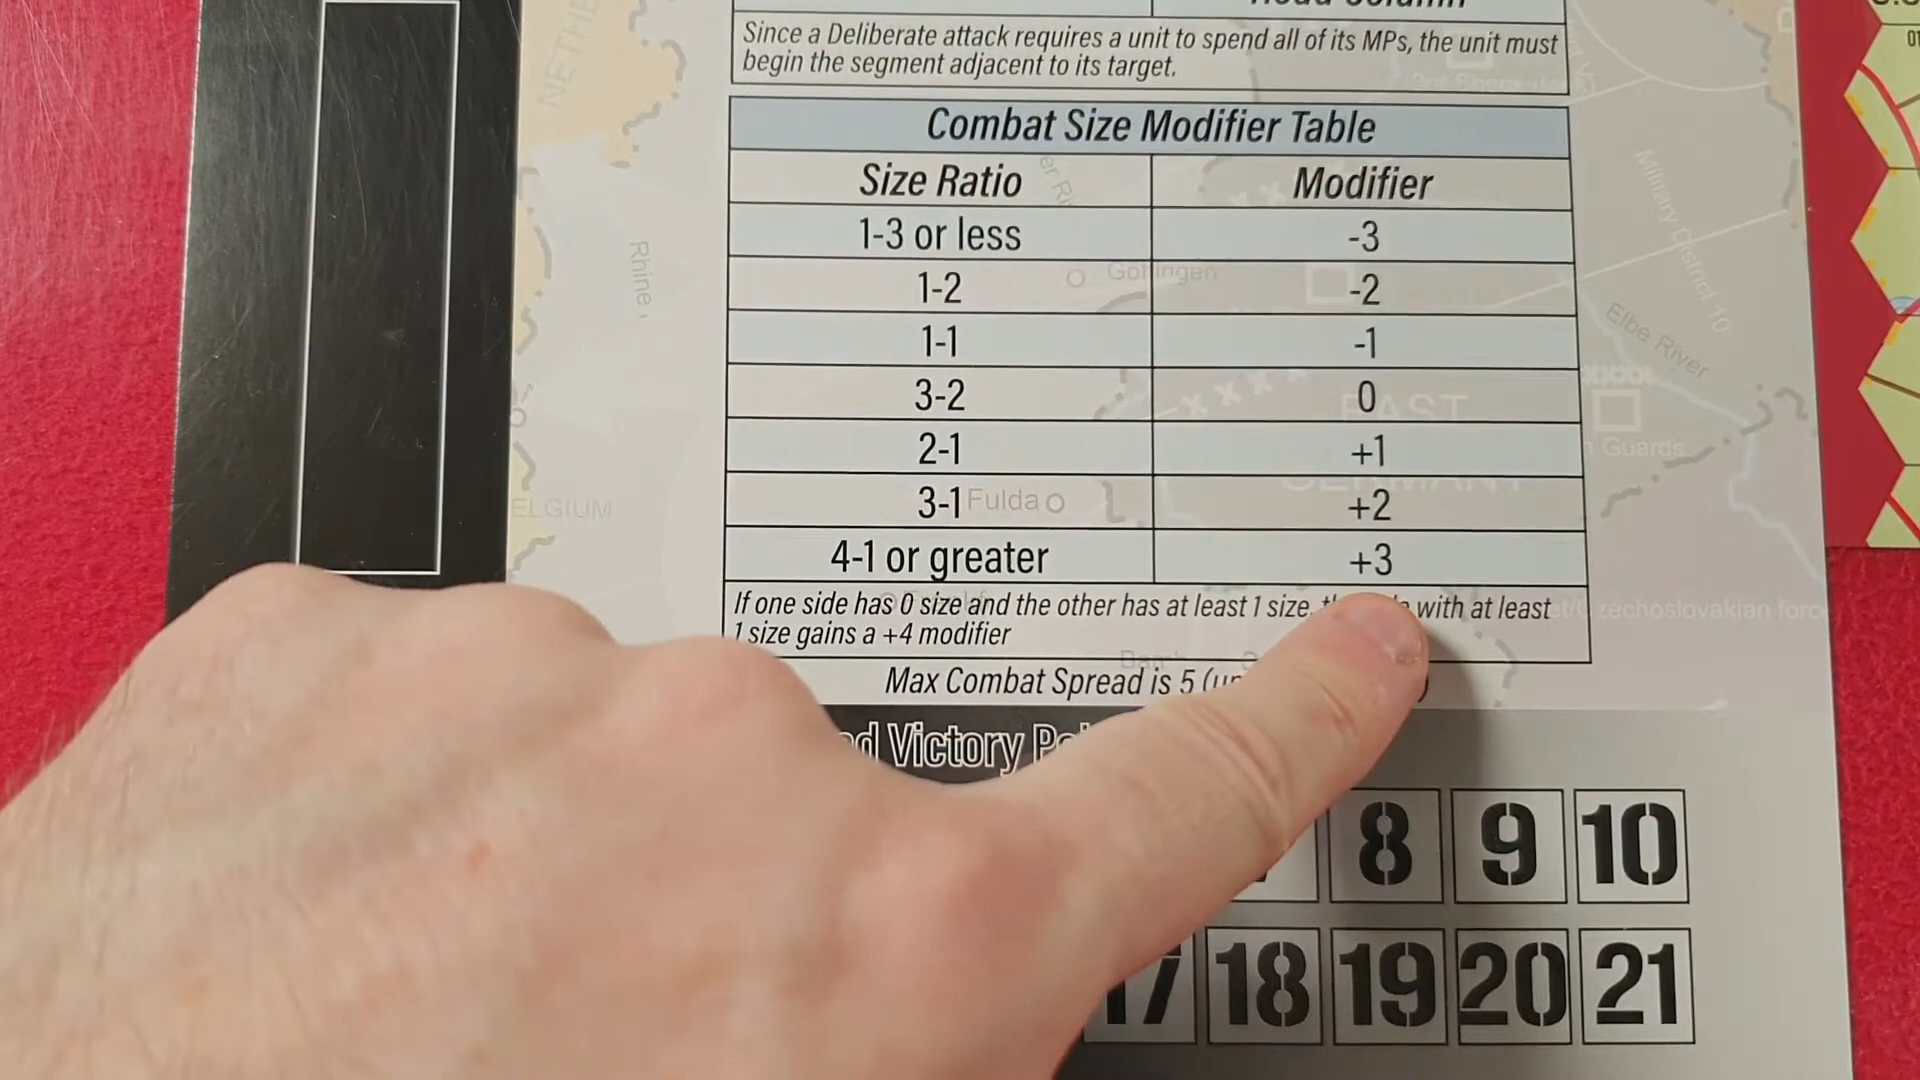 Since a Deliberate attack requires a unit to spend all of its MPs, the unit must
begin the segment adjacent to its target.
Combat Size Modifier Table
Size Ratio Modifier
1-3 or less -3
1-2 -2
1-1 -1
3-2 0
2-1 +1
3-1 +2
4-1 or greater +3
If one side has 0 size and the other has at least 1 size, with at least
1 size gains a +4 modifier
Max Combat Spread is 5
Victory
8 9 10
17 18 19 20 21
Rhine
Göttingen
Fulda
EAST
GERMANY
Elbe River
Military District 10
Guards